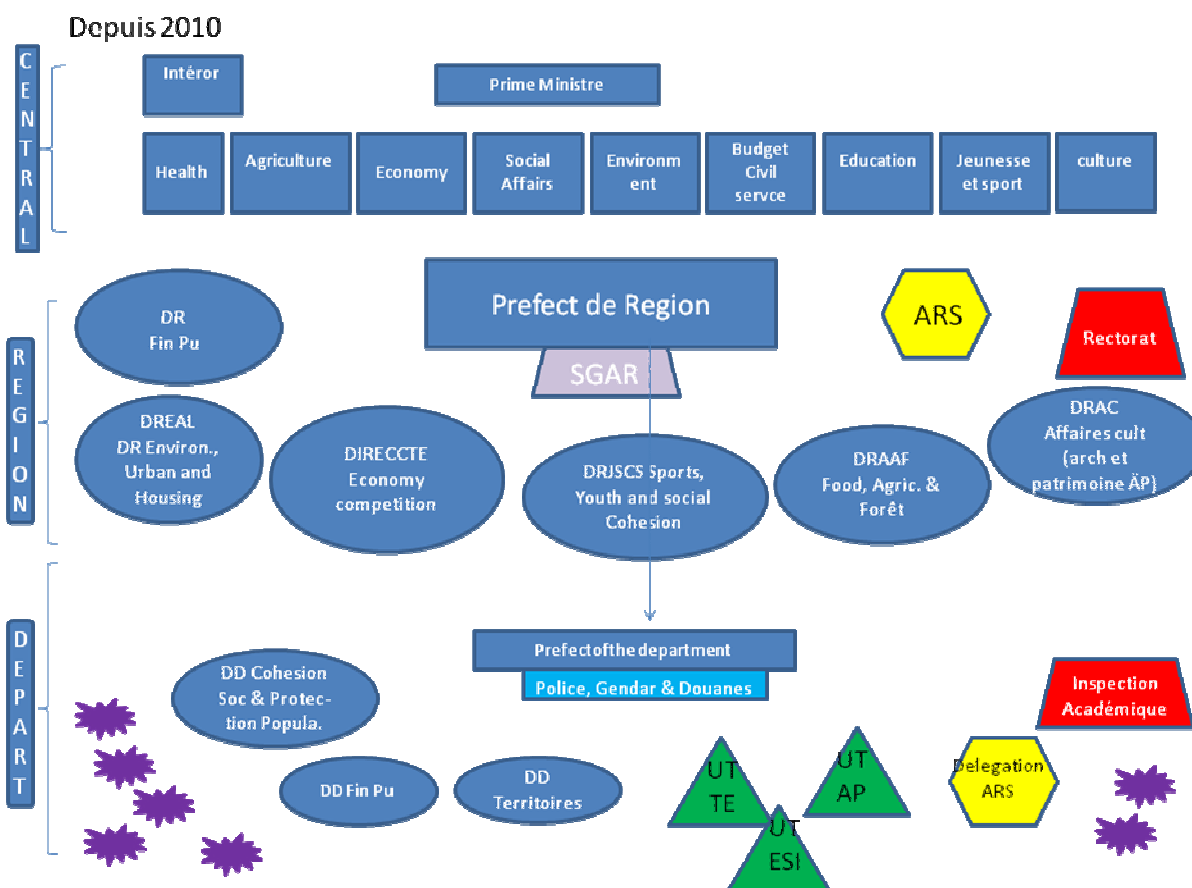 Depuis 2010
CENTRAL
Intéror
Prime Ministre
Health
Agriculture
Economy
Social
Affairs
Environm
ent
Budget
Civil
servce
Education
Jeunesse
et sport
culture
REGION
DR
Fin Pu
Prefect de Region
SGAR
ARS
Rectorat
DREAL
DR Environ.,
Urban and
Housing
DIRECCTE
Economy
competition
DRJSCS Sports,
Youth and social
Cohesion
DRAAF
Food, Agric. &
Forêt
DRAC
Affaires cult
(arch et
patrimoine ÄP)
DEPART
Prefectofthedepartment
Police, Gendar & Douanes
DD Cohesion
Soc & Protec-
tion Popula.
Inspection
Académique
DD Fin Pu
DD
Territoires
UT
TE
UT
AP
UT
ESI
Delegation
ARS